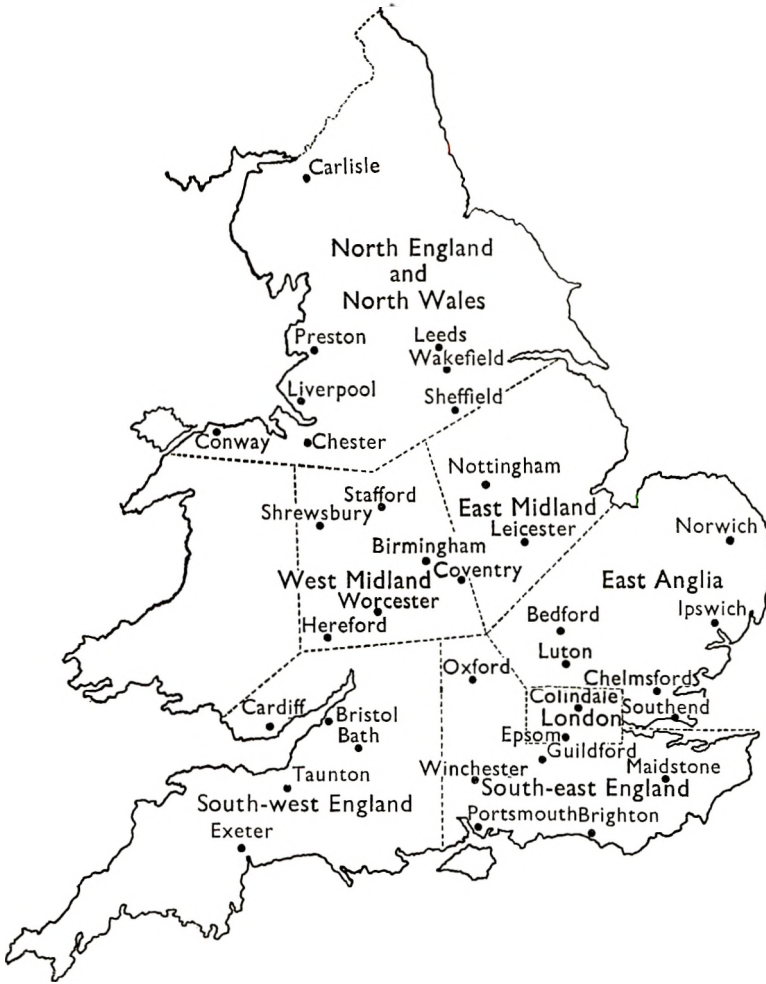 Carlisle
North England
and
North Wales
Preston
Leeds
Wakefield
Liverpool
Sheffield
Conway
Chester
Nottingham
Stafford
Shrewsbury
East Midland
Leicester
Norwich
Birmingham
Coventry
West Midland
East Anglia
Worcester
Hereford
Bedford
Ipswich
Luton
Oxford
Chelmsfords
Colindale
Cardiff
Bristol
London
Southend
Bath
Epsom
Guildford
Taunton
Winchester
Maidstone
South-west England
South-east England
Exeter
Portsmouth
Brighton